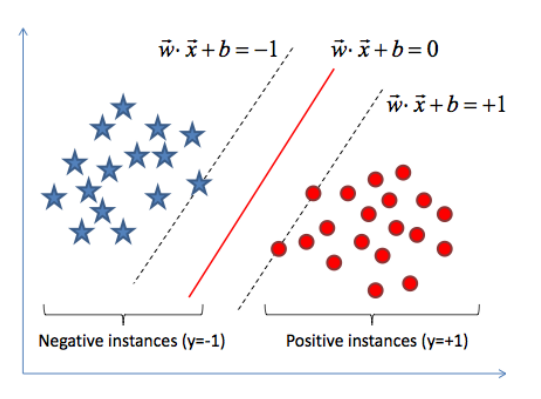 w⃗· x⃗ + b = −1
w⃗· x⃗ + b = 0
w⃗· x⃗ + b = +1
Negative instances (y=-1)
Positive instances (y=+1)